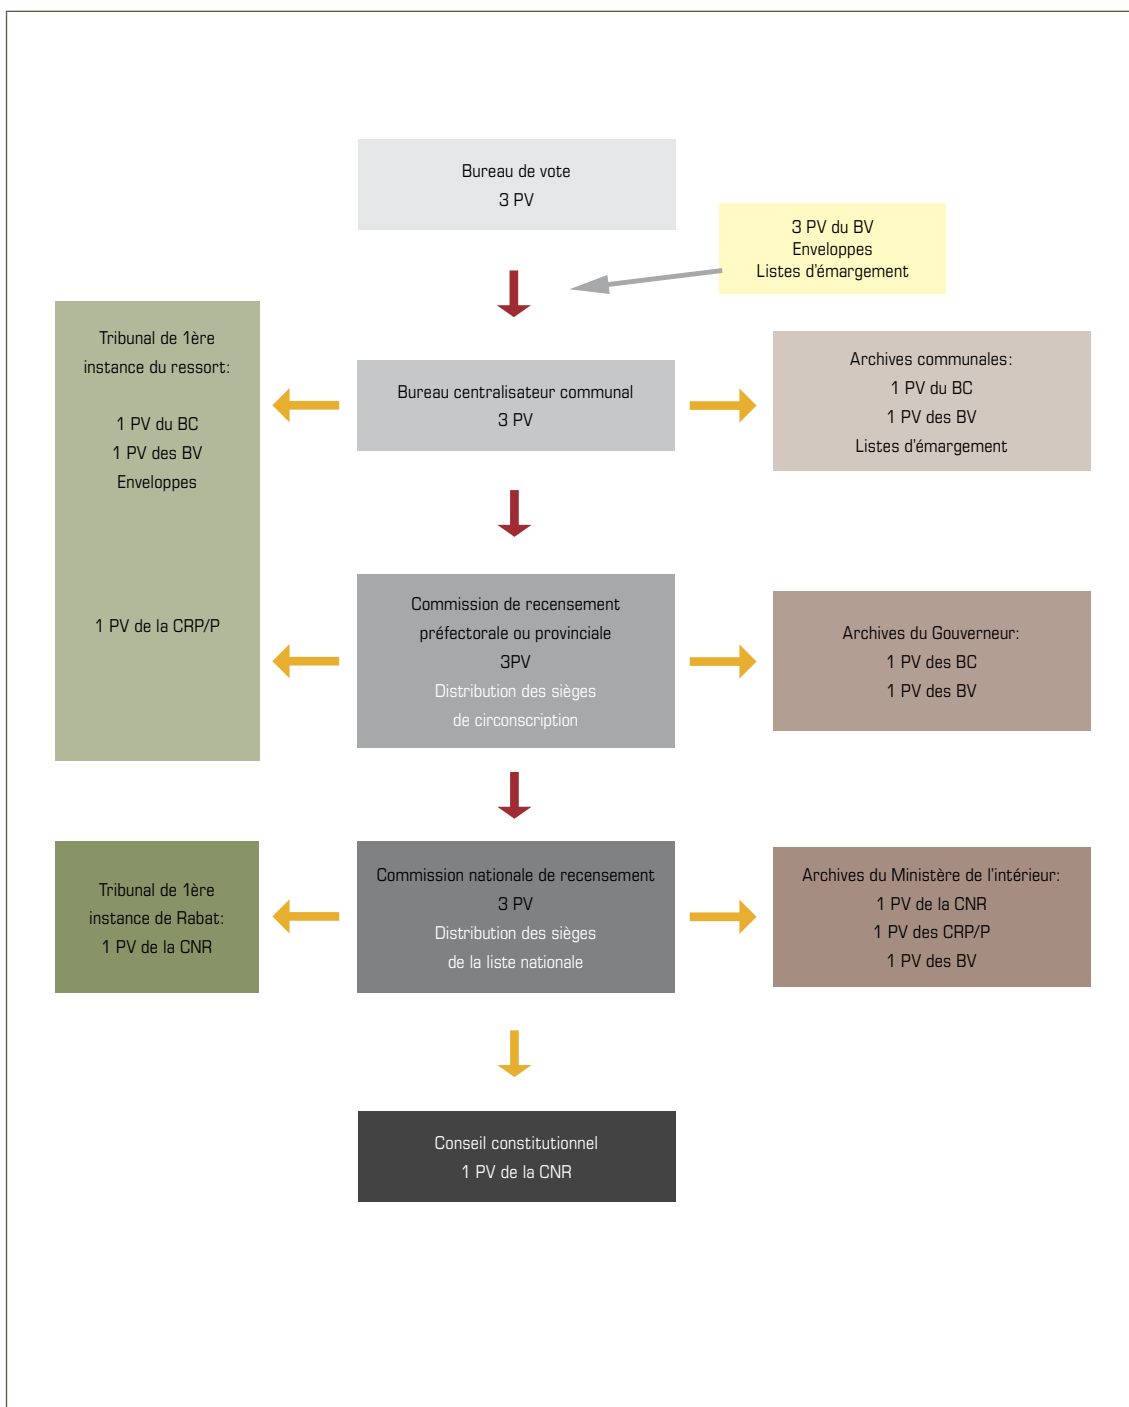 Bureau de vote
3 PV
3 PV du BV
Enveloppes
Listes d'émargement
Tribunal de 1ère
instance du ressort:
1 PV du BC
1 PV des BV
Enveloppes
1 PV de la CRP/P
Bureau centralisateur communal
3 PV
Archives communales:
1 PV du BC
1 PV des BV
Listes d'émargement
Commission de recensement
préfectorale ou provinciale
3PV
Distribution des sièges
de circonscription
Archives du Gouverneur:
1 PV des BC
1 PV des BV
Tribunal de 1ère
instance de Rabat:
1 PV de la CNR
Commission nationale de recensement
3 PV
Distribution des sièges
de la liste nationale
Archives du Ministère de l'intérieur:
1 PV de la CNR
1 PV des CRP/P
1 PV des BV
Conseil constitutionnel
1 PV de la CNR